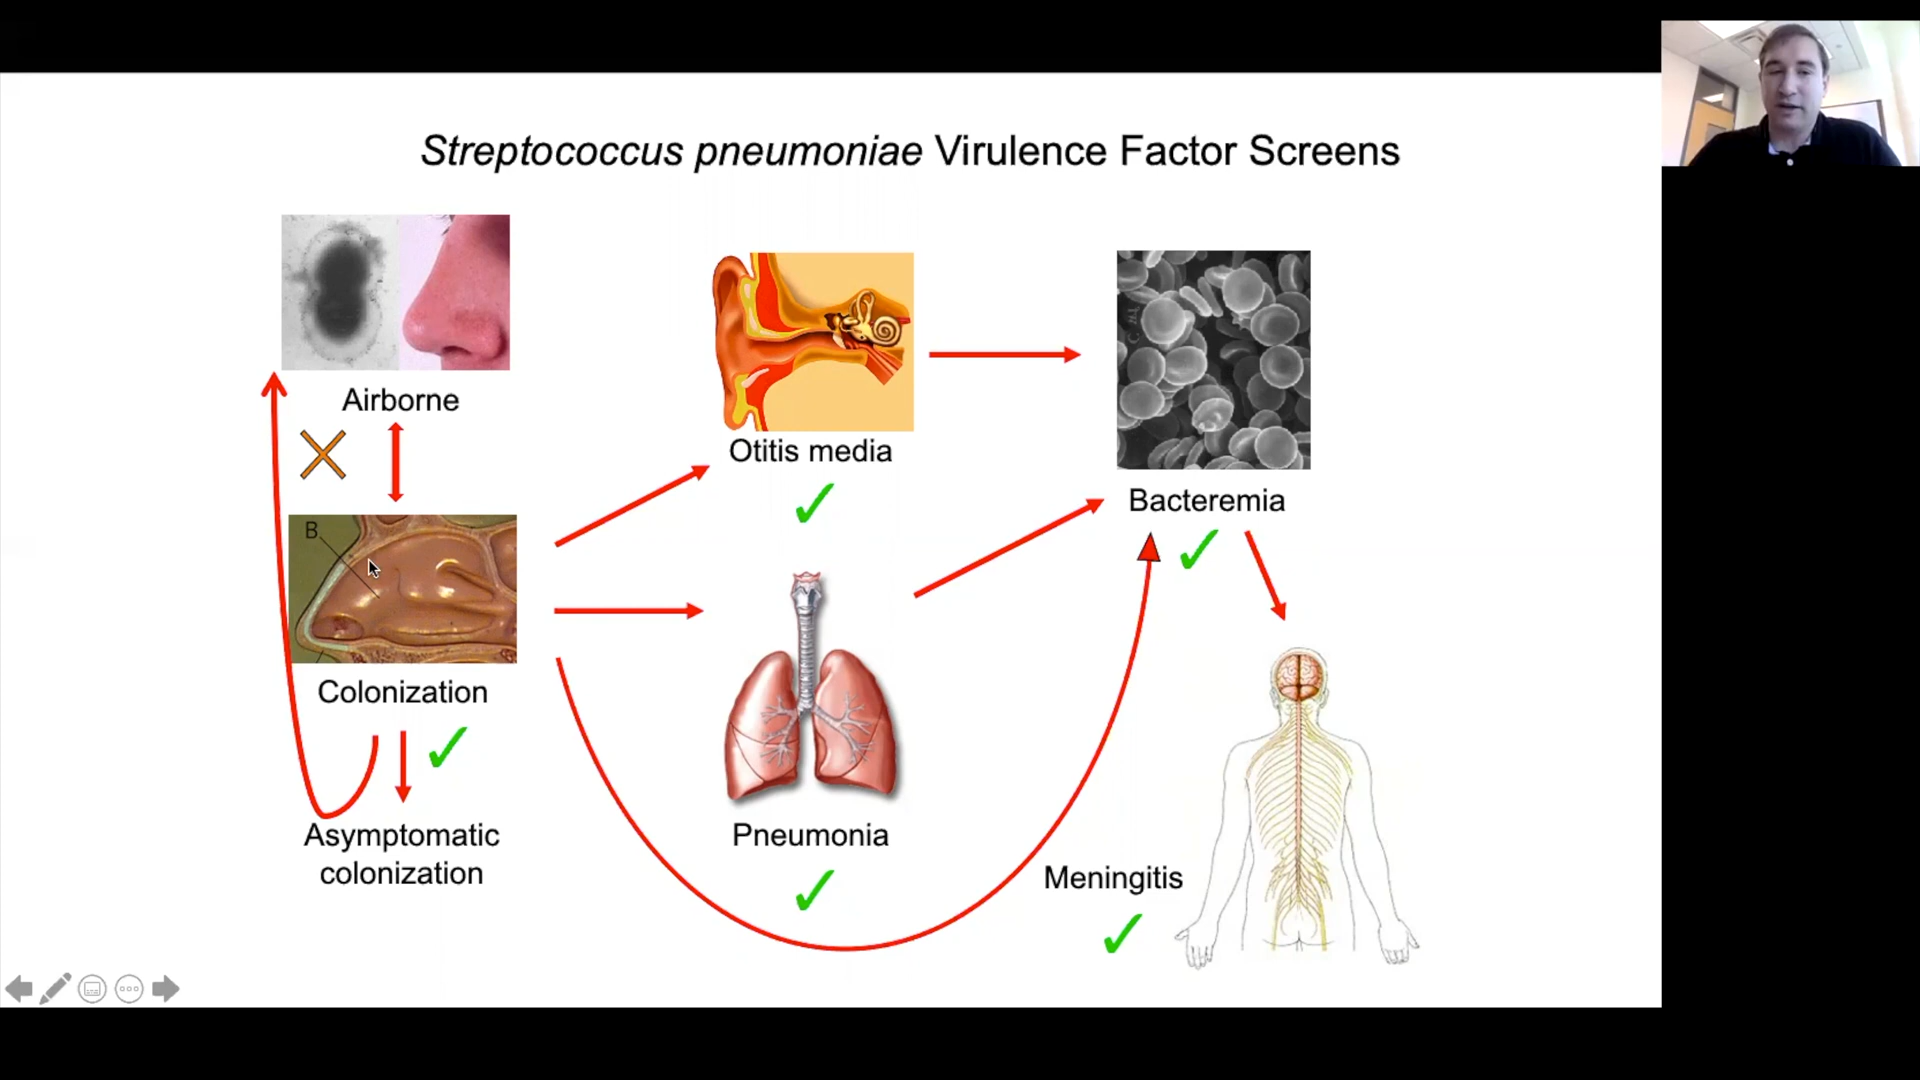 Streptococcus pneumoniae Virulence Factor Screens
Airborne
B
Colonization
Asymptomatic
colonization
Otitis media
Pneumonia
Bacteremia
Meningitis